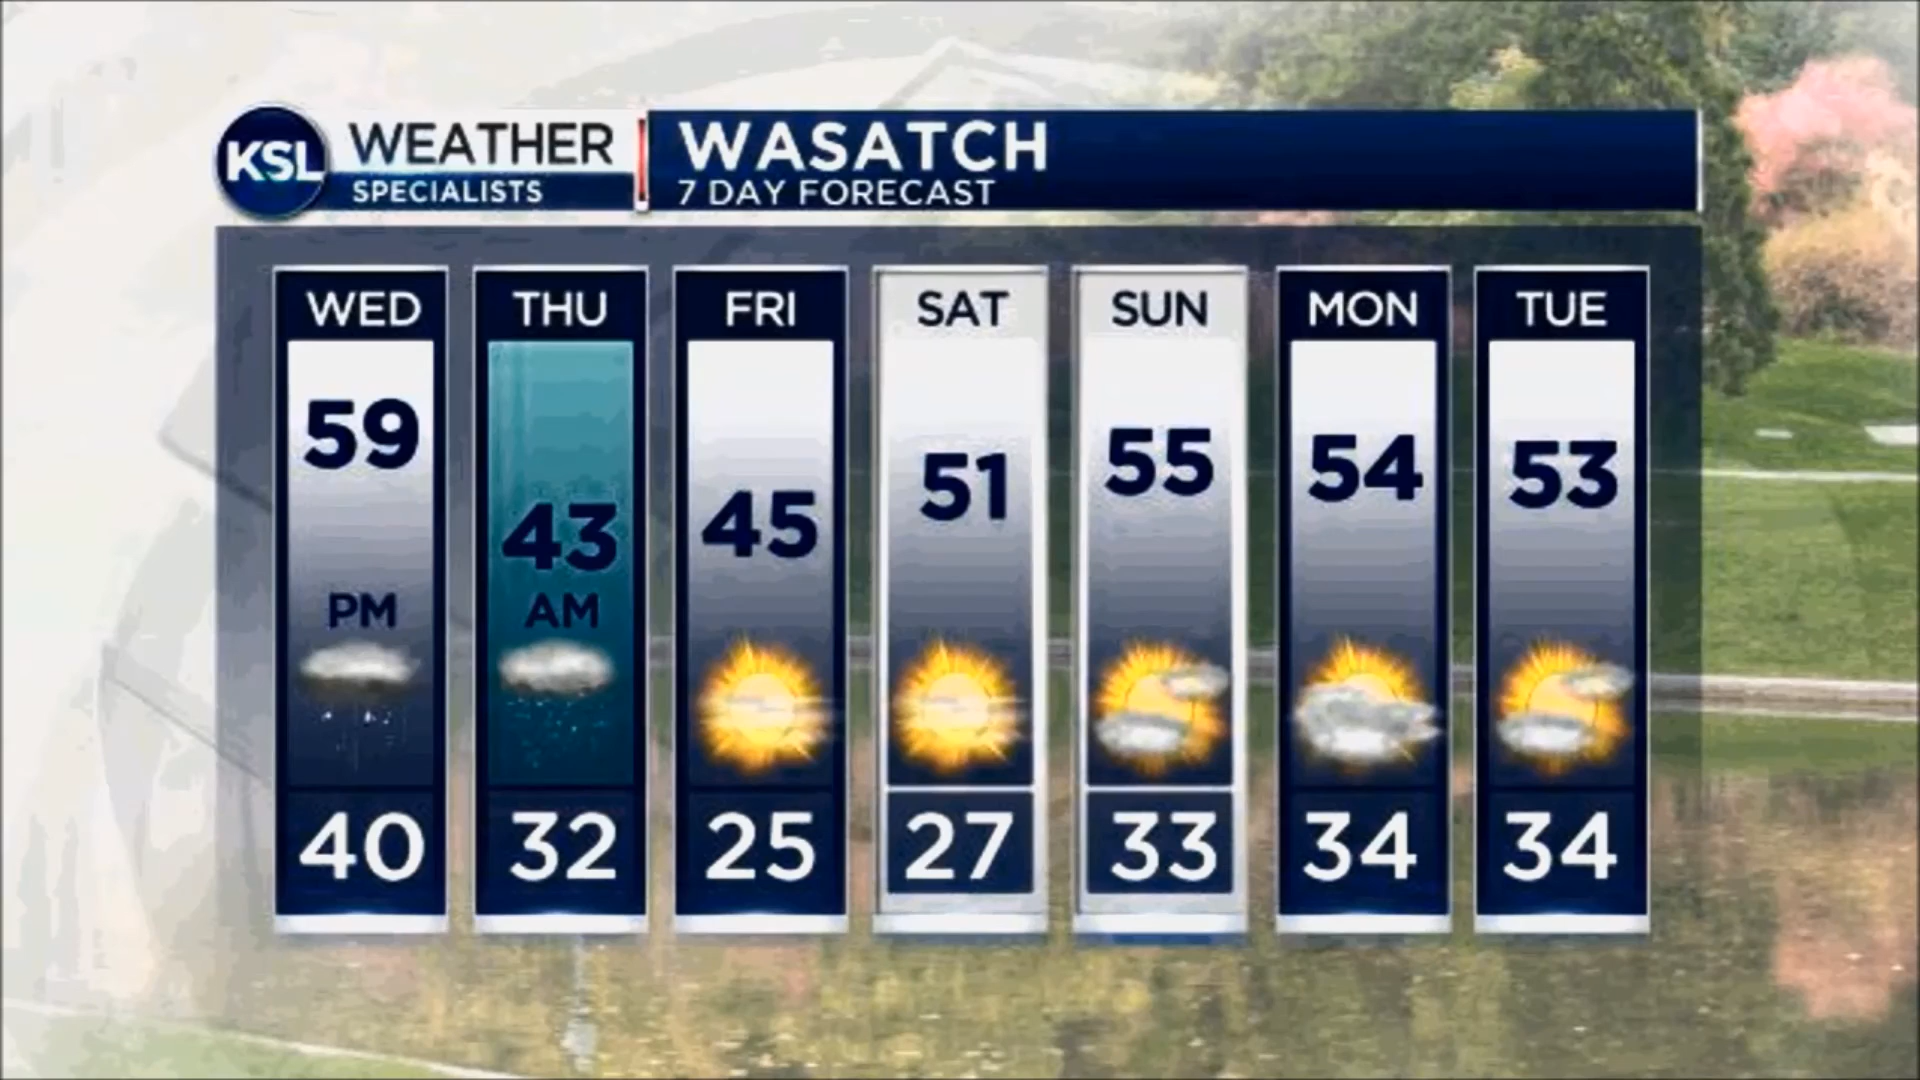 KSL
WEATHER
SPECIALISTS
WASATCH
7 DAY FORECAST
WED THU FRI SAT SUN MON TUE
59 43 45 51 55 54 53
PM AM
40 32 25 27 33 34 34